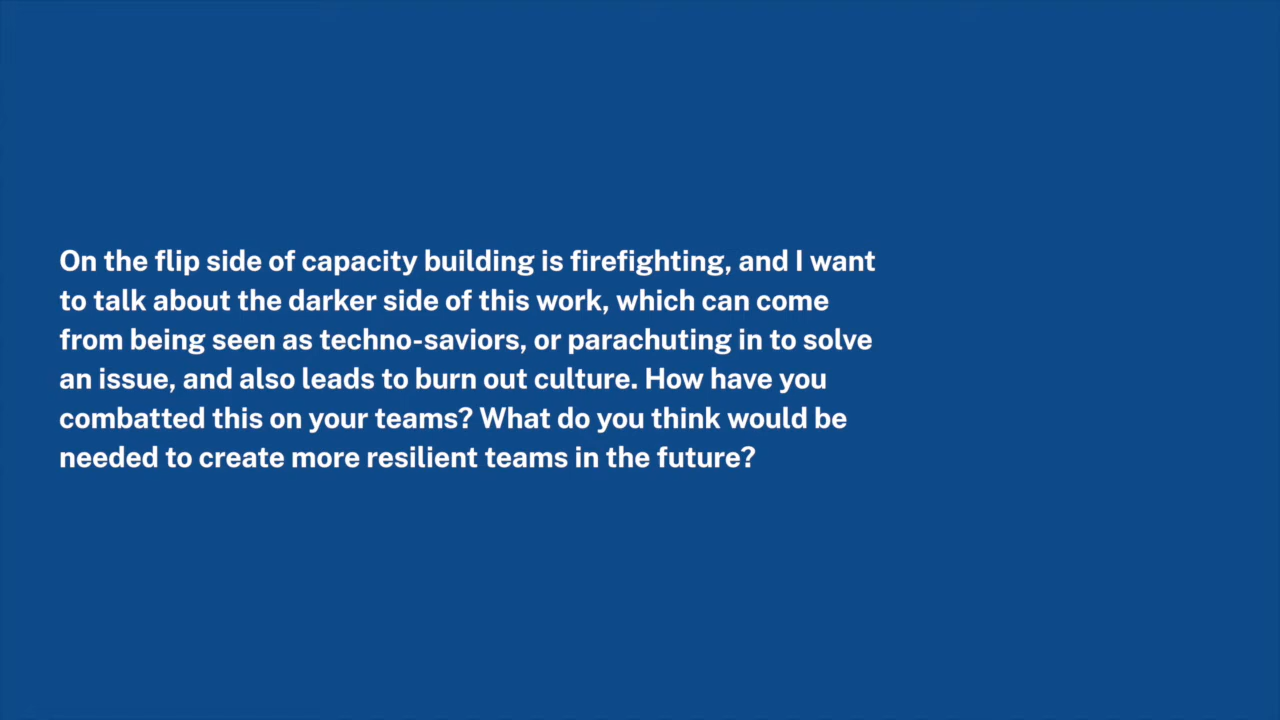 On the flip side of capacity building is firefighting, and I want
to talk about the darker side of this work, which can come
from being seen as techno-saviors, or parachuting in to solve
an issue, and also leads to burn out culture. How have you
combatted this on your teams? What do you think would be
needed to create more resilient teams in the future?